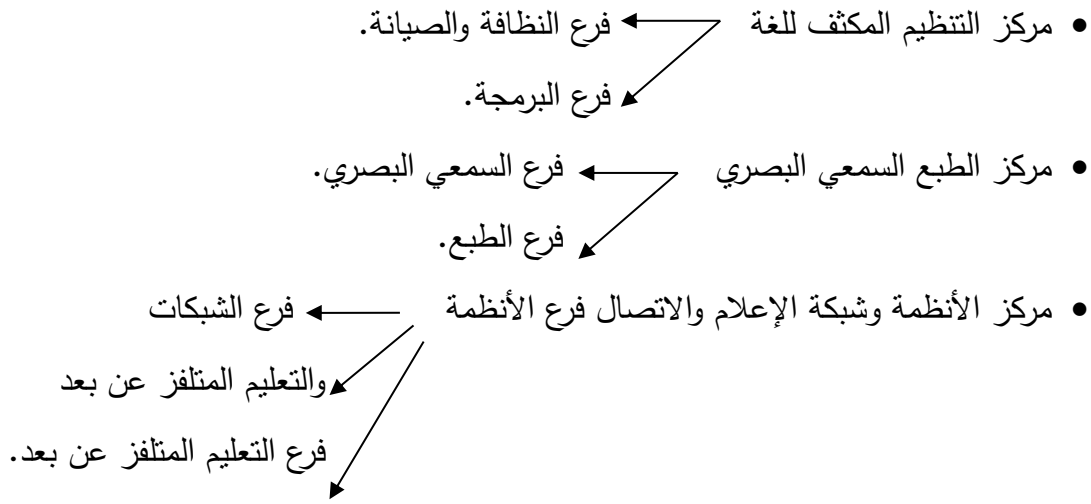 • مركز التنظيم المكثف للغة فرع النظافة والصيانة.
فرع البرمجة.
• مركز الطبع السمعي البصري فرع السمعي البصري.
فرع الطبع.
• مركز الأنظمة وشبكة الإعلام والاتصال فرع الأنظمة فرع الشبكات
والتعليم المتلفز عن بعد
فرع التعليم المتلفز عن بعد.